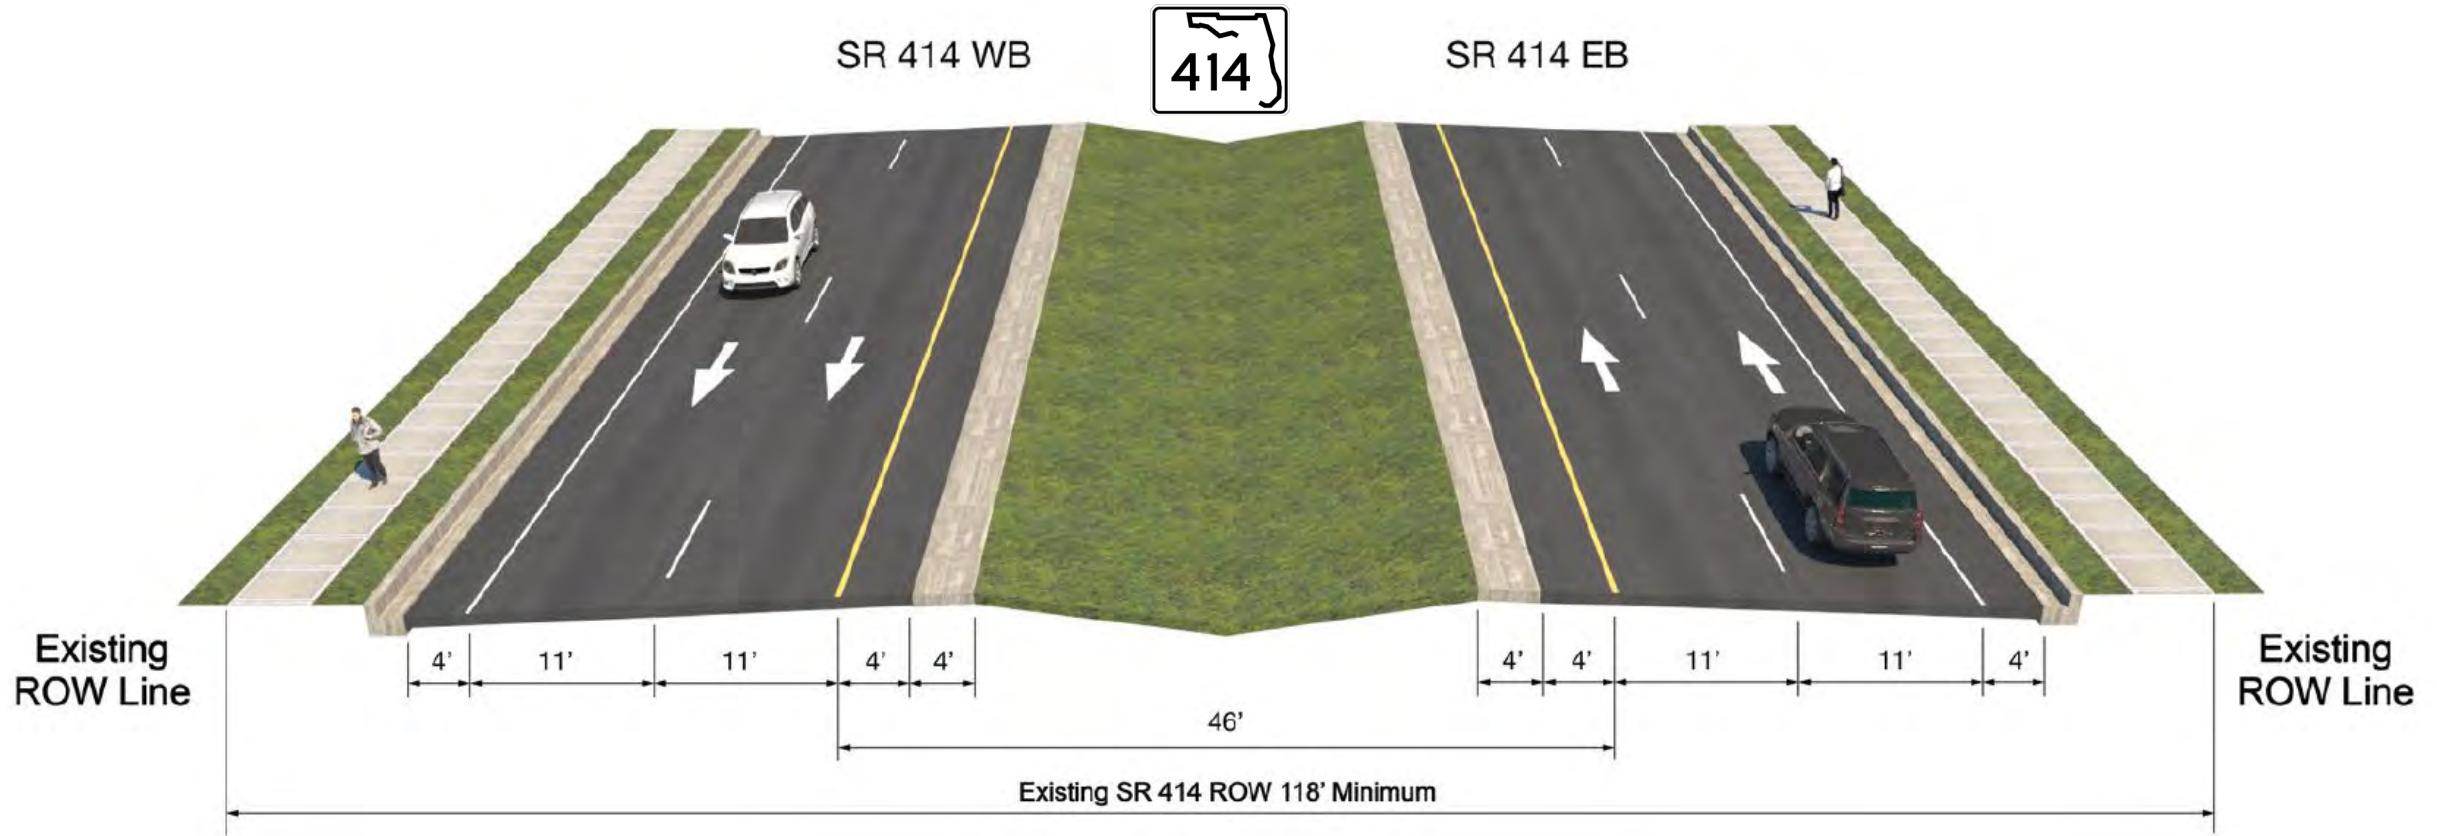 SR 414 WB
414
SR 414 EB
Existing
ROW Line
4' 11' 11' 4' 4' 4' 4' 11' 11' 4'
Existing
ROW Line
46'
Existing SR 414 ROW 118' Minimum